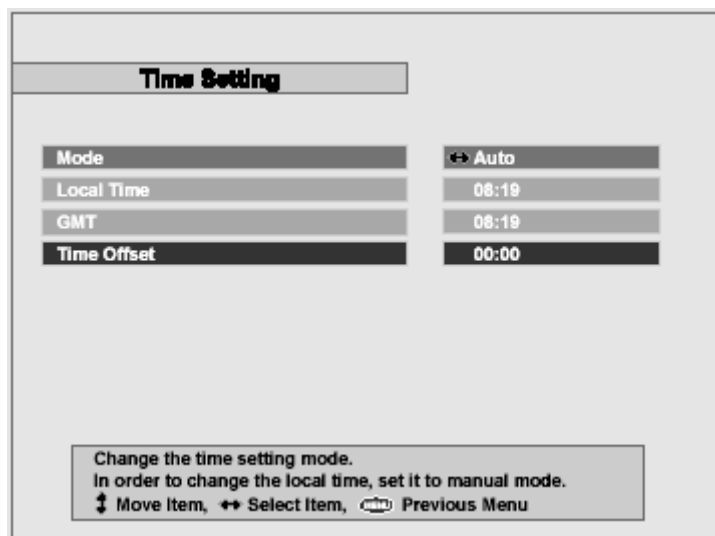 Time Setting
Mode ↔ Auto
Local Time 08:19
GMT 08:19
Time Offset 00:00
Change the time setting mode.
In order to change the local time, set it to manual mode.
↕ Move Item, ↔ Select Item, MENU Previous Menu